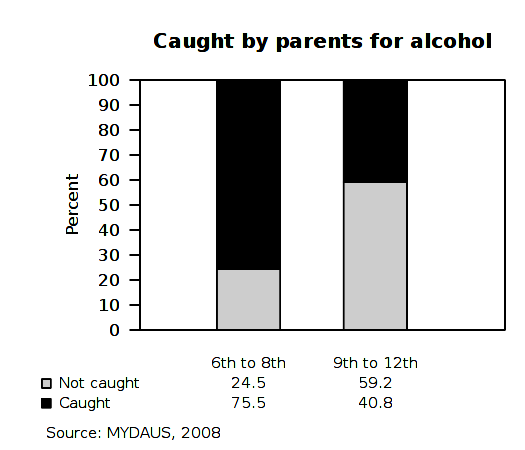 Caught by parents for alcohol
100
90
80
70
60
50
40
30
20
10
0
Percent
6th to 8th 9th to 12th
Not caught 24.5 59.2
Caught 75.5 40.8
Source: MYDAUS, 2008